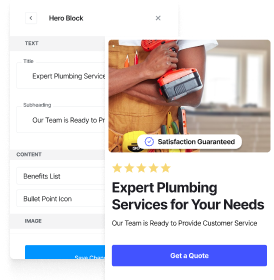 Hero Block
TEXT
Title
Expert Plumbing Service
Subheading
Our Team is Ready to Pr
CONTENT
Benefits List
Bullet Point Icon
IMAGE
Save Chan
Satisfaction Guaranteed
Expert Plumbing
Services for Your Needs
Our Team is Ready to Provide Customer Service
Get a Quote